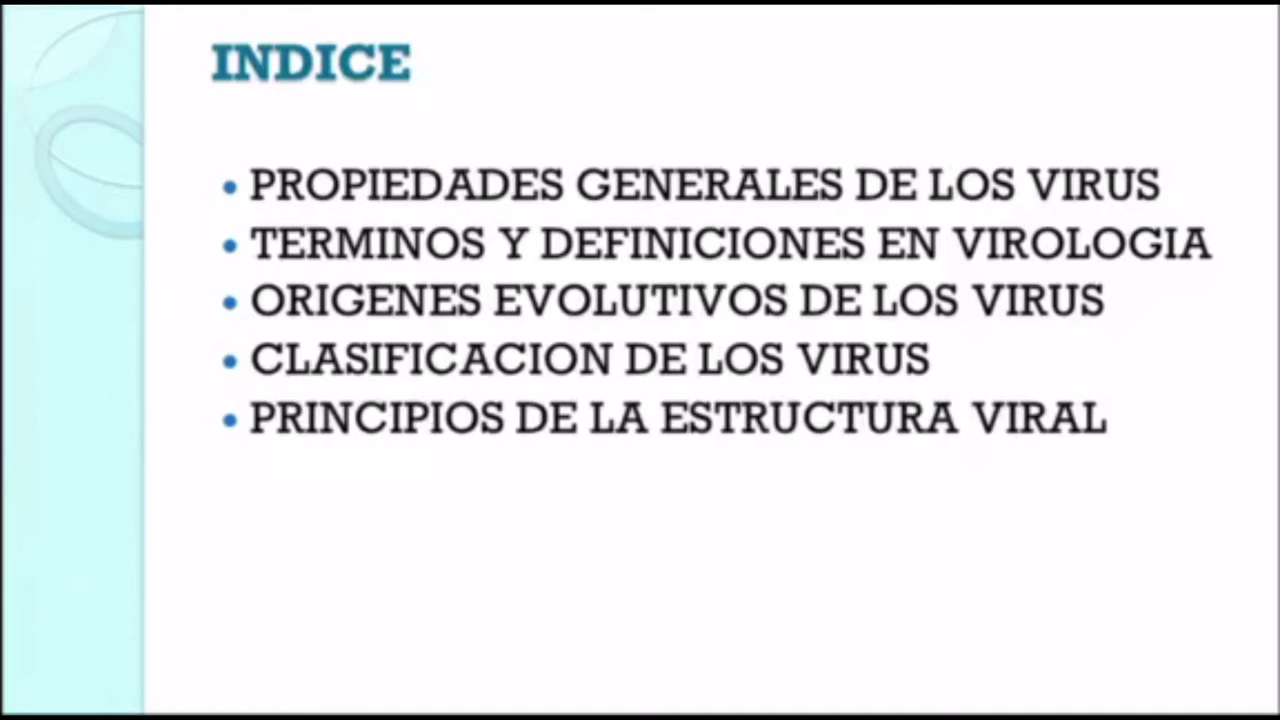 INDICE
• PROPIEDADES GENERALES DE LOS VIRUS
• TERMINOS Y DEFINICIONES EN VIROLOGIA
• ORIGENES EVOLUTIVOS DE LOS VIRUS
• CLASIFICACION DE LOS VIRUS
• PRINCIPIOS DE LA ESTRUCTURA VIRAL